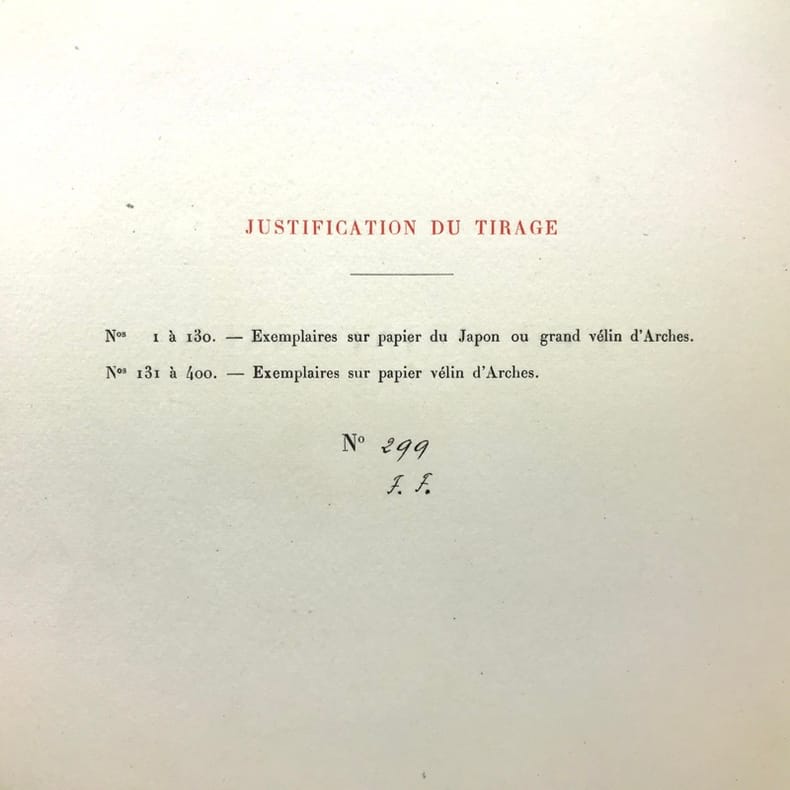 JUSTIFICATION DU TIRAGE
Nos 1 à 130. — Exemplaires sur papier du Japon ou grand vélin d'Arches.
Nos 131 à 400. — Exemplaires sur papier vélin d'Arches.
No 299
F. F.